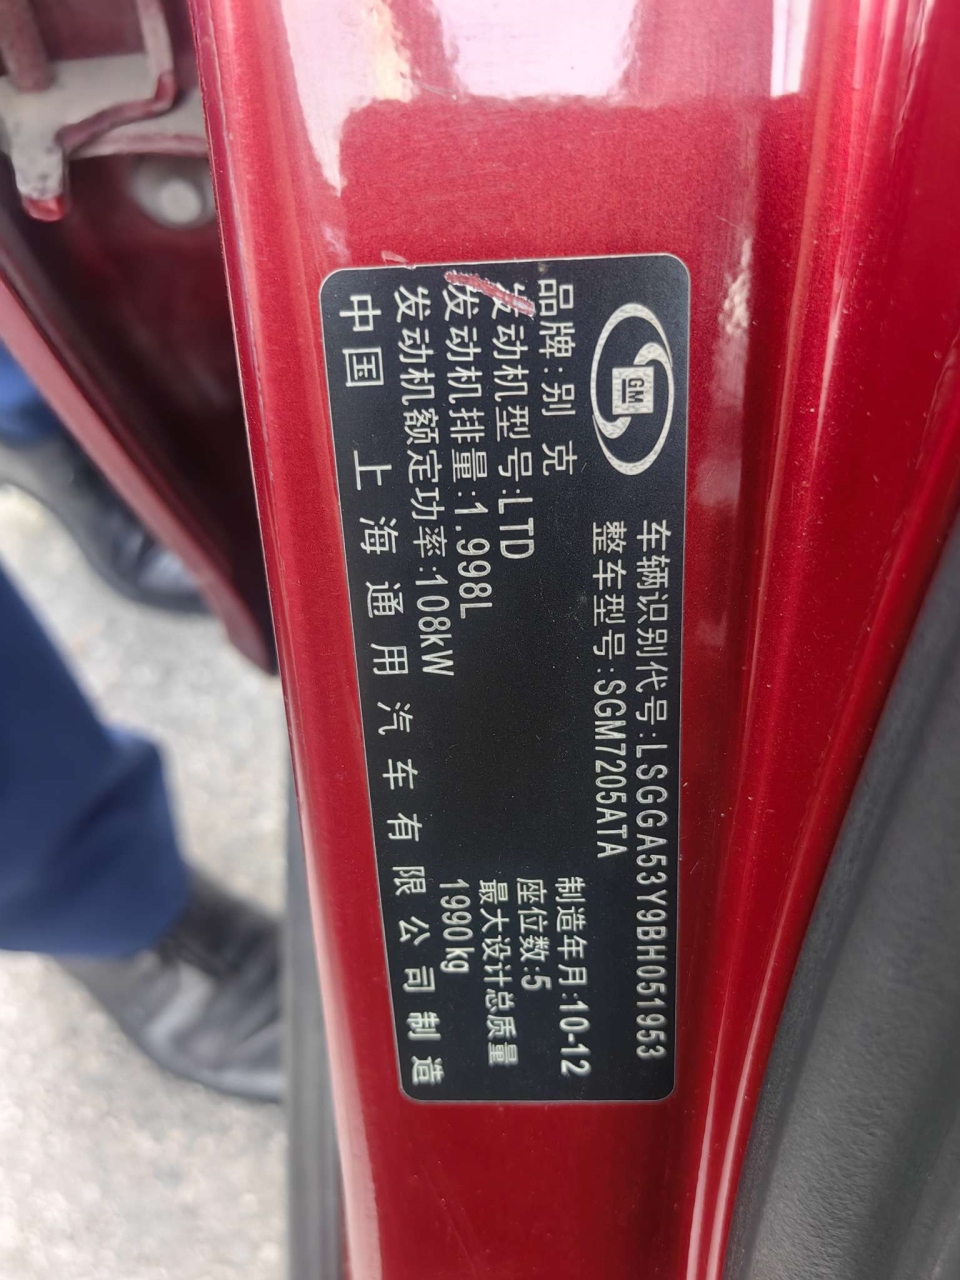 GM
车辆识别代号:LSGGA53Y9BH051953
整车型号:SGM7205ATA
品牌:别克
发动机型号:LTD
发动机排量:1.998L
发动机额定功率:108kW
制造年月:10-12
座位数:5
最大设计总质量
1990kg
中国上海通用汽车有限公司制造